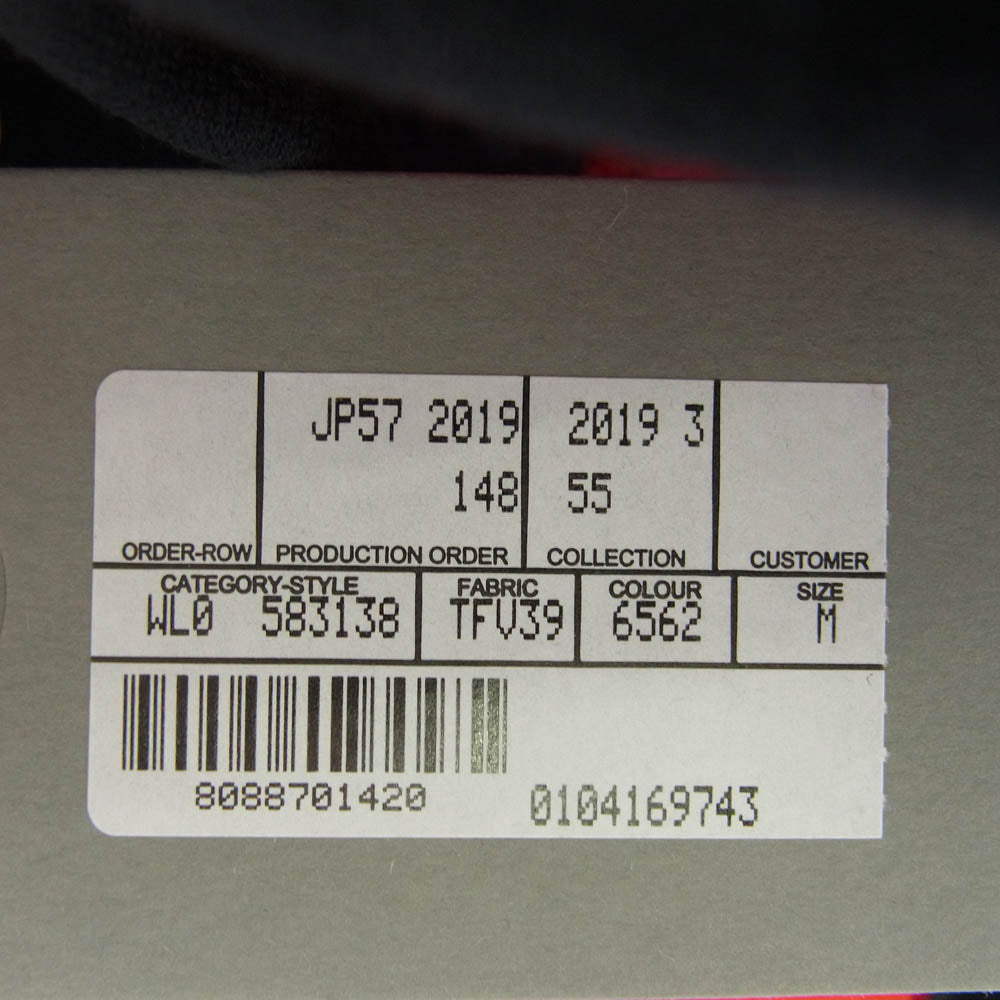 JP57 2019 2019 3
148 55
ORDER-ROW PRODUCTION ORDER COLLECTION CUSTOMER
CATEGORY-STYLE FABRIC COLOUR SIZE
WL0 583138 TFV39 6562 M
8088701420 0104169743